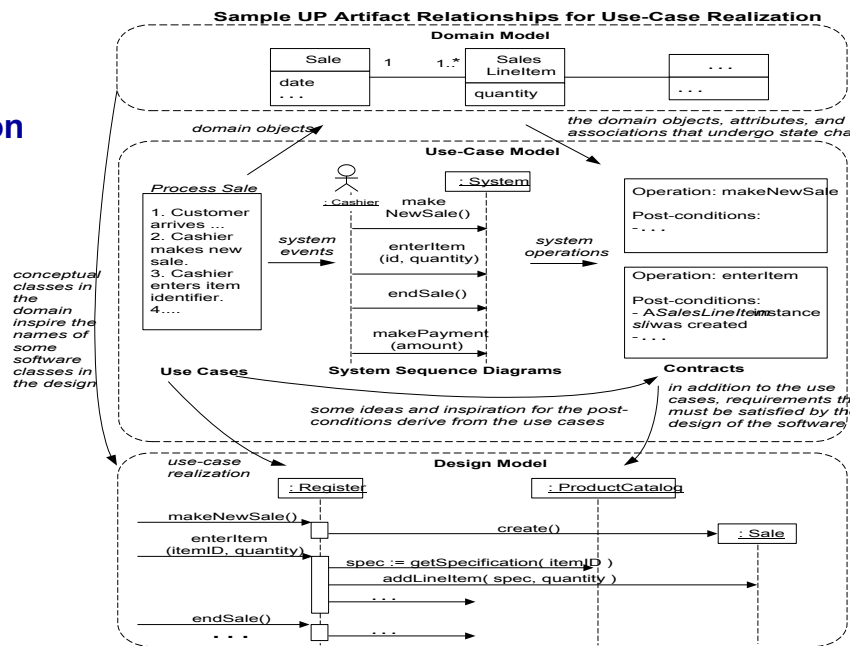 Sample UP Artifact Relationships for Use-Case Realization
Domain Model
Sale
1
1..*
Sales
LineItem
. . .
date
. . .
quantity
. . .
on
domain objects
the domain objects, attributes, and
associations that undergo state cha
Use-Case Model
Process Sale
1. Customer
arrives ...
2. Cashier
makes new
sale.
3. Cashier
enters item
identifier.
4....
system
events
: Cashier
: System
make
NewSale()
enterItem
(id, quantity)
endSale()
makePayment
(amount)
system
operations
Operation: makeNewSale
Post-conditions:
- . . .
Operation: enterItem
Post-conditions:
- A SalesLineItem instance
sli was created
- . . .
conceptual
classes in
the
domain
inspire the
names of
some
software
classes in
the design
Use Cases
System Sequence Diagrams
Contracts
some ideas and inspiration for the post-
conditions derive from the use cases
in addition to the use
cases, requirements th
must be satisfied by the
design of the software
use-case
realization
Design Model
: Register
: ProductCatalog
makeNewSale()
create()
: Sale
enterItem
(itemID, quantity)
spec := getSpecification( itemID )
addLineItem( spec, quantity )
. . .
endSale()
. . .
. . .